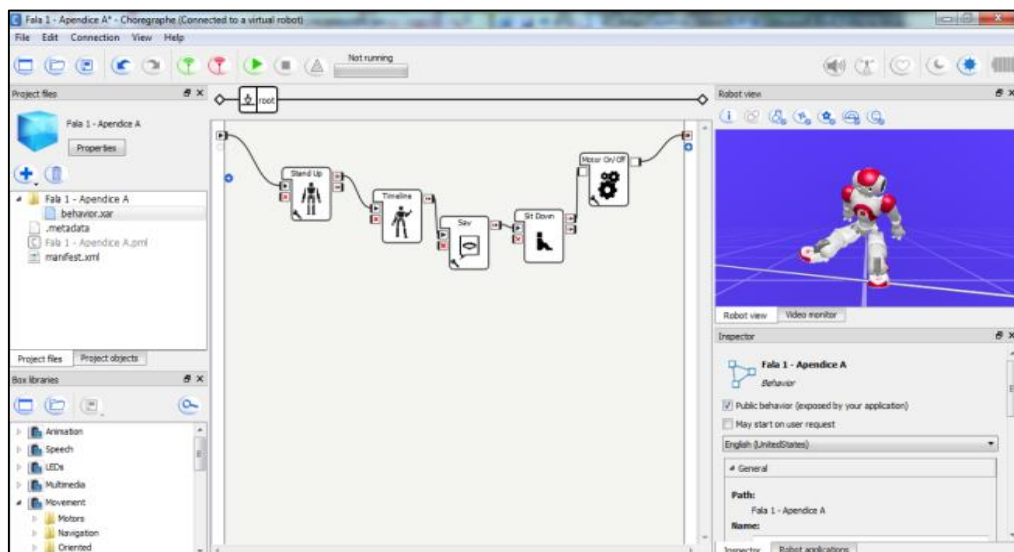 Fala 1 - Apendice A* - Choregraphe (Connected to a virtual robot)
File Edit Connection View Help
Not running
Project files
root
Robot view
Fala 1 - Apendice A
Properties
Fala 1 - Apendice A
behavior.xar
.metadata
Fala 1 - Apendice A.pml
manifest.xml
Stand Up
Timeline
Say
Sit Down
Motor On/Off
Project files Project objects
Box libraries
Animation
Speech
LEDs
Multimedia
Movement
Motors
Navigation
Oriented
Robot view Video monitor
Inspector
Fala 1 - Apendice A
Behavior
Public behavior (exposed by your application)
May start on user request
English (UnitedStates)
General
Path:
Fala 1 - Apendice A
Name:
Inspector Robot applications